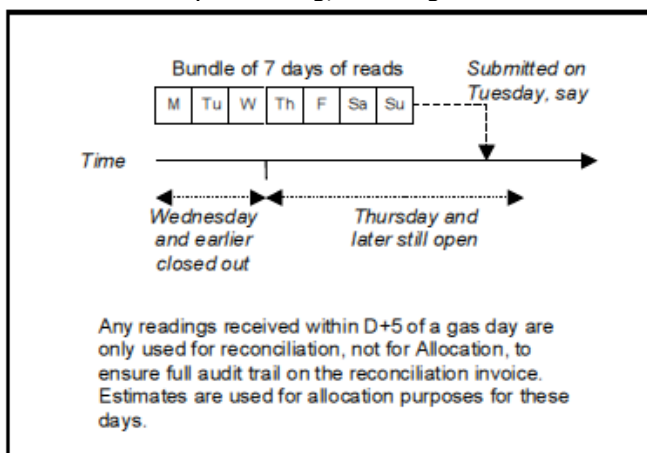 Bundle of 7 days of reads
Submitted on
Tuesday, say
M Tu W Th F Sa Su
Time
Wednesday
and earlier
closed out
Thursday and
later still open
Any readings received within D+5 of a gas day are
only used for reconciliation, not for Allocation, to
ensure full audit trail on the reconciliation invoice.
Estimates are used for allocation purposes for these
days.